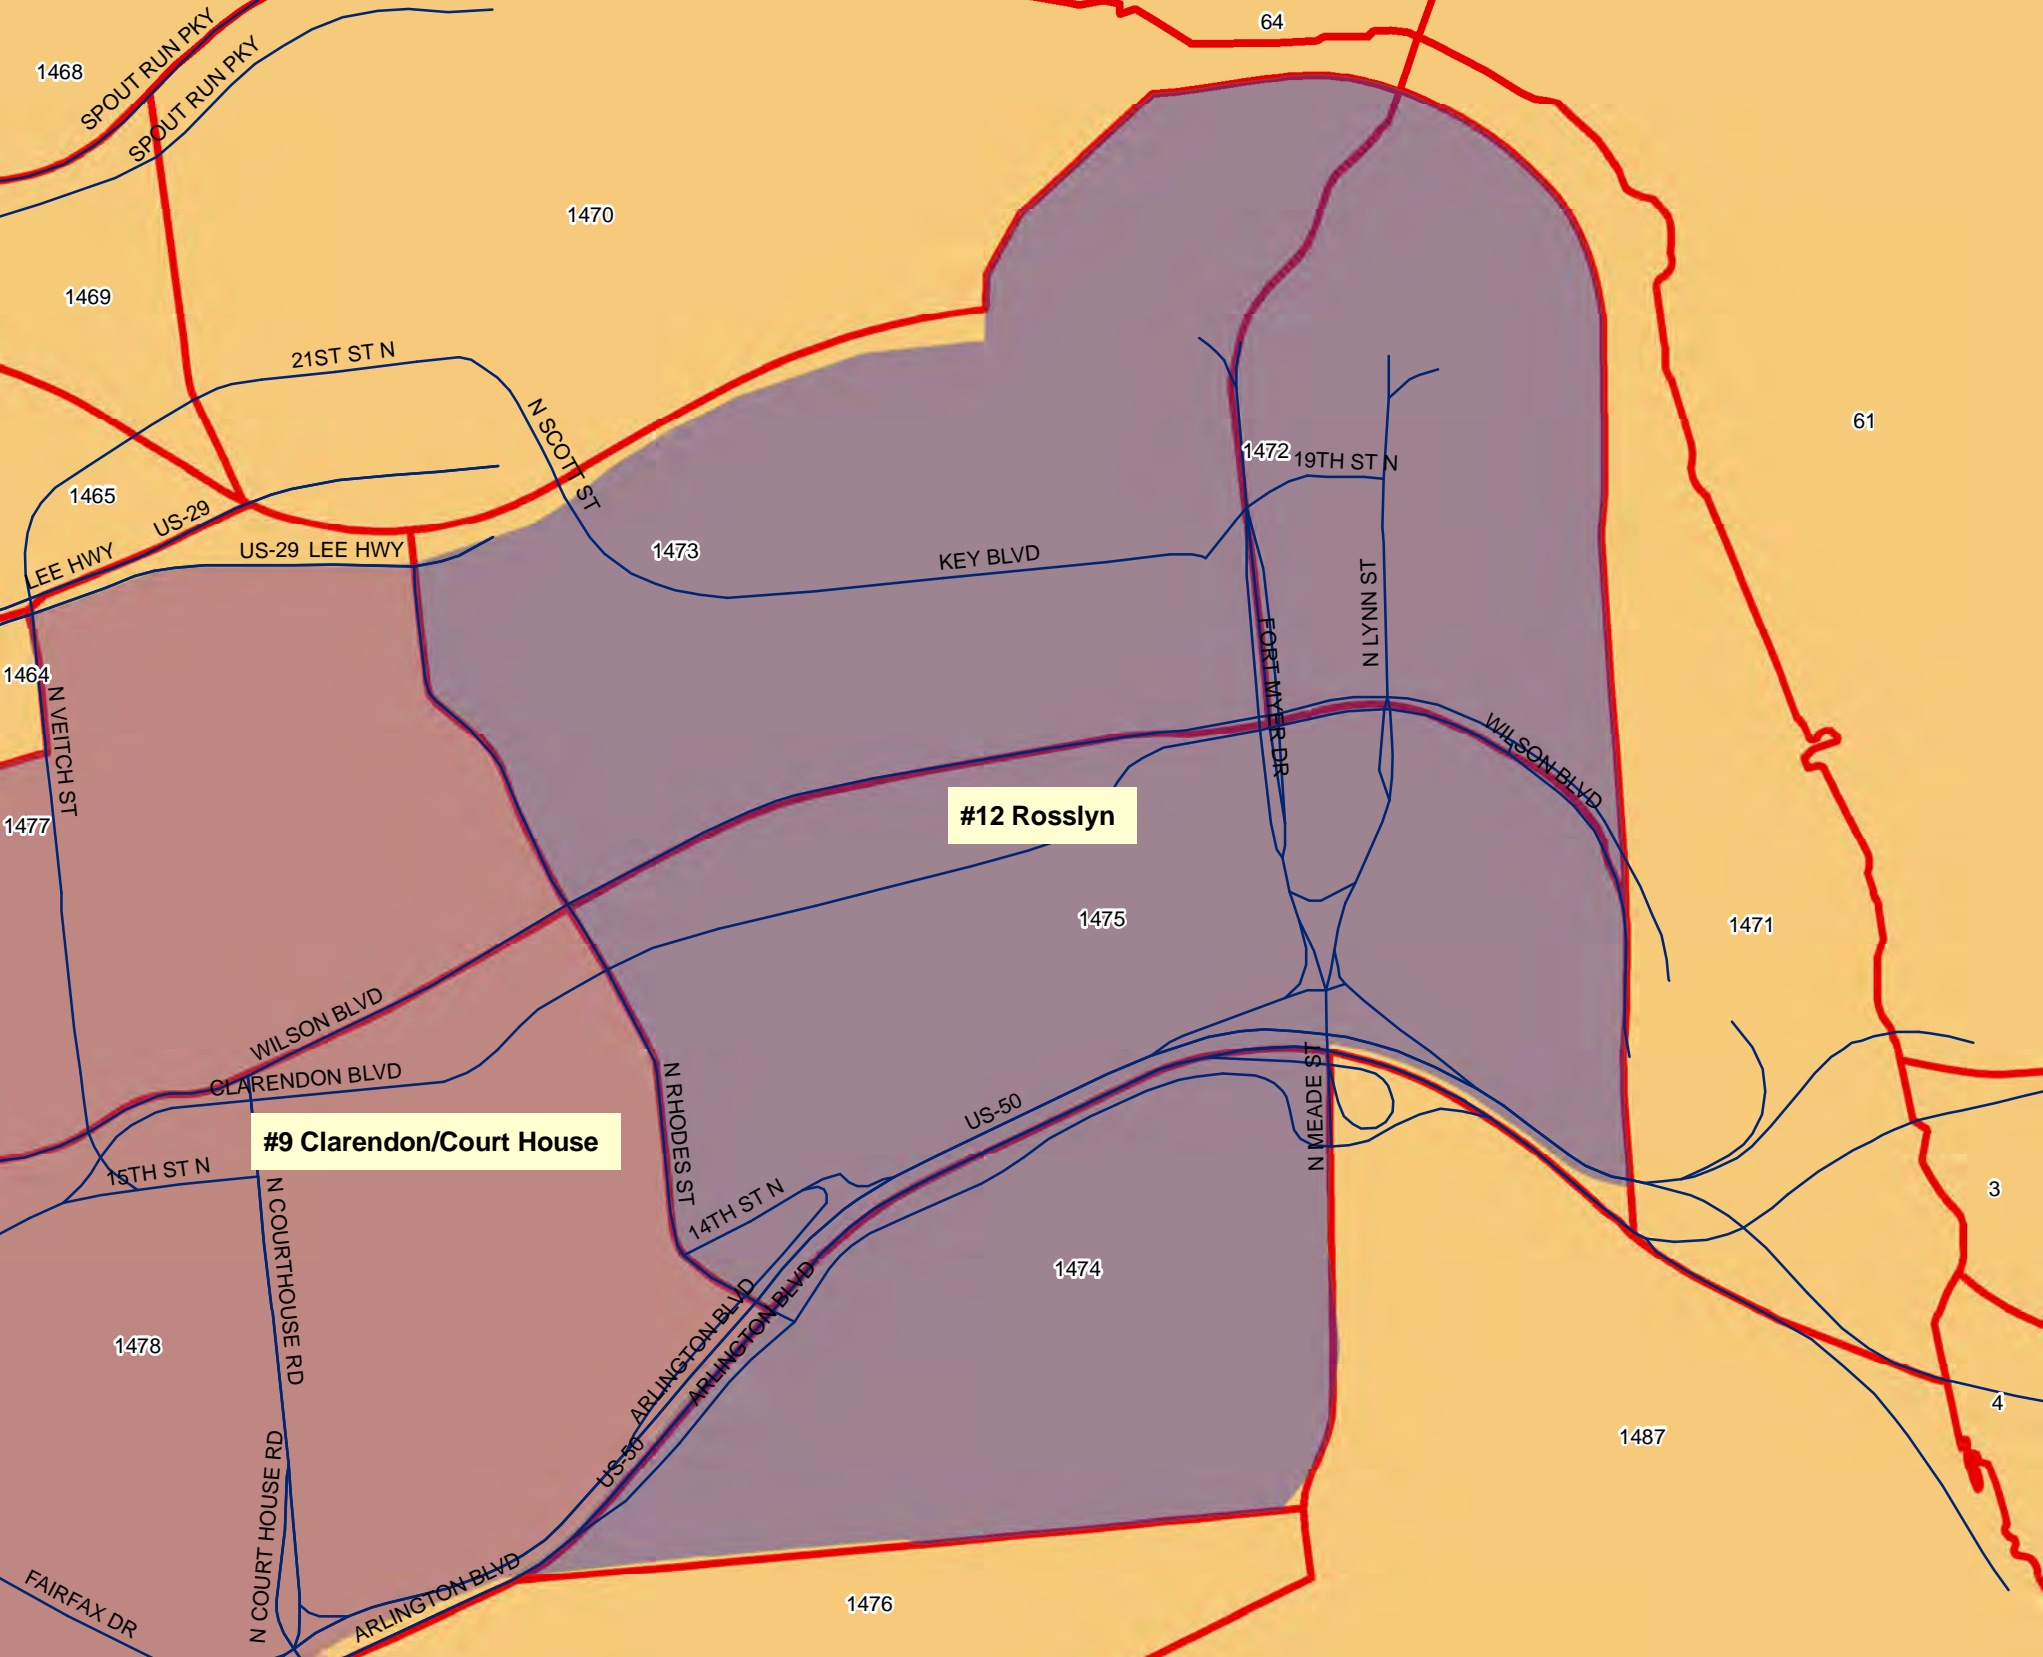 64
1468
SPOUT RUN PKY
SPOUT RUN PKY
1470
1469
61
21ST ST N
N SCOTT ST
1472
19TH ST N
1465
US-29
LEE HWY
US-29 LEE HWY
1473
KEY BLVD
N LYNN ST
FORT MYER DR
1464
N VEITCH ST
WILSON BLVD
#12 Rosslyn
1477
1475
1471
WILSON BLVD
CLARENDON BLVD
N RHODES ST
US-50
N MEADE ST
#9 Clarendon/Court House
15TH ST N
14TH ST N
3
N COURTHOUSE RD
1474
ARLINGTON BLVD
ARLINGTON BLVD
1478
4
US-50
1487
N COURT HOUSE RD
ARLINGTON BLVD
FAIRFAX DR
1476